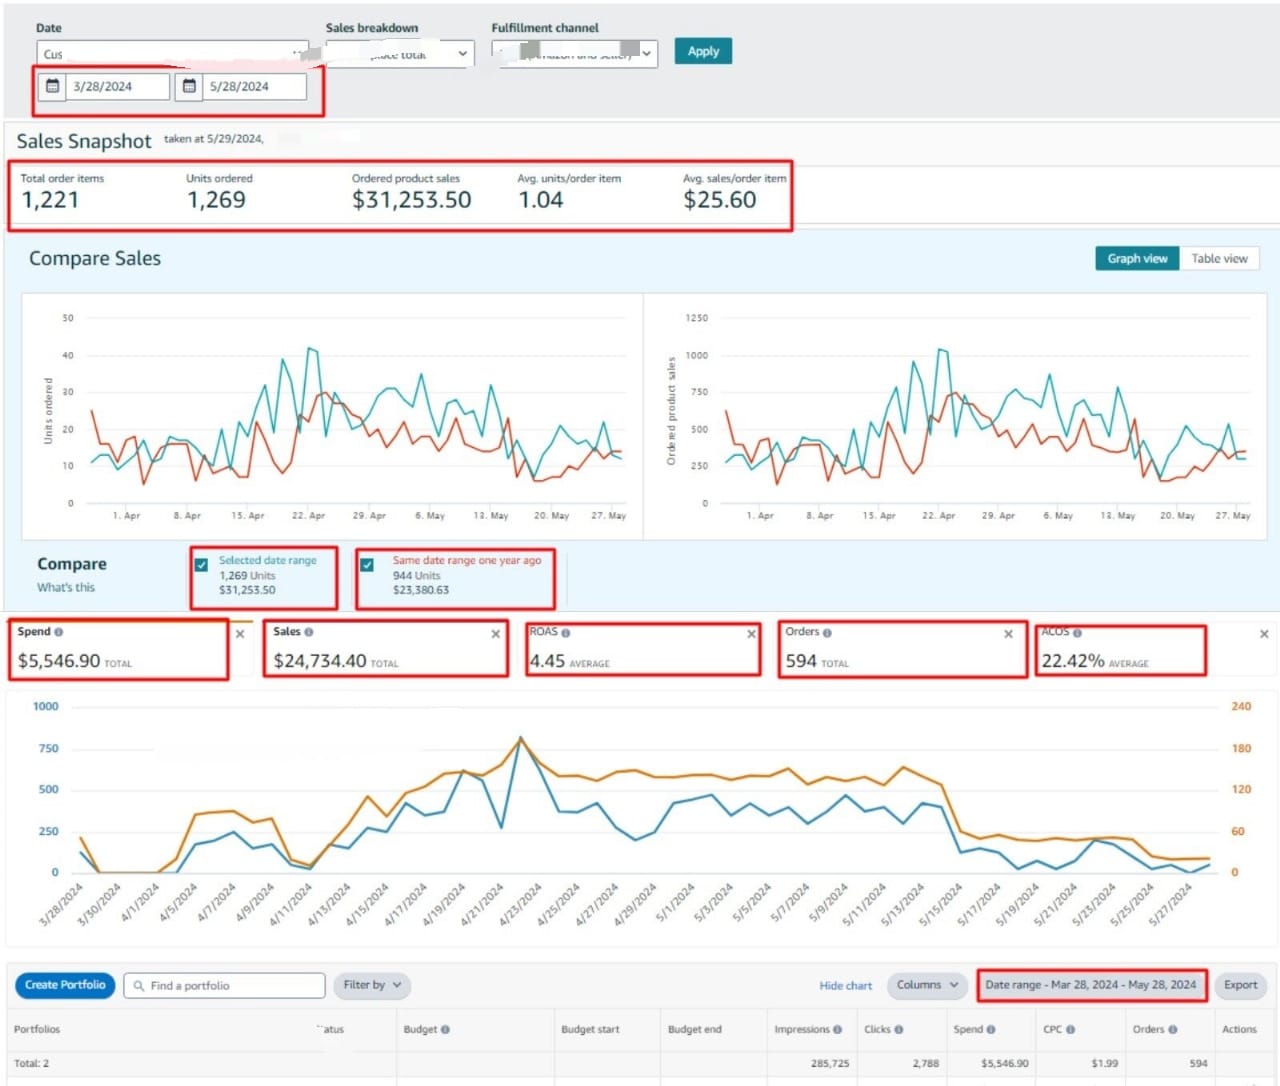 Date Sales breakdown Fulfillment channel
Cus
Apply
3/28/2024 5/28/2024
Sales Snapshot taken at 5/29/2024,
Total order items Units ordered Ordered product sales Avg. units/order item Avg. sales/order item
1,221 1,269 $31,253.50 1.04 $25.60
Compare Sales Graph view Table view
50
40
30
20
10
0
Units ordered
1. Apr 8. Apr 15. Apr 22. Apr 29. Apr 6. May 13. May 20. May 27. May
1250
1000
750
500
250
0
Ordered product sales
1. Apr 8. Apr 15. Apr 22. Apr 29. Apr 6. May 13. May 20. May 27. May
Compare
What's this
Selected date range
1,269 Units
$31,253.50
Same date range one year ago
944 Units
$23,380.63
Spend Sales ROAS Orders ACOS
$5,546.90 TOTAL $24,734.40 TOTAL 4.45 AVERAGE 594 TOTAL 22.42% AVERAGE
1000 240
750 180
500 120
250 60
0 0
3/28/2024 3/30/2024 4/1/2024 4/5/2024 4/7/2024 4/9/2024 4/11/2024 4/13/2024 4/15/2024 4/17/2024 4/19/2024 4/21/2024 4/23/2024 4/25/2024 4/27/2024 4/29/2024 5/1/2024 5/3/2024 5/5/2024 5/7/2024 5/9/2024 5/11/2024 5/13/2024 5/15/2024 5/17/2024 5/19/2024 5/21/2024 5/23/2024 5/25/2024 5/27/2024
Create Portfolio Find a portfolio Filter by Hide chart Columns Date range - Mar 28, 2024 - May 28, 2024 Export
Portfolios Budget Budget start Budget end Impressions Clicks Spend CPC Orders Actions
Total: 2 285,725 2,788 $5,546.90 $1.99 594